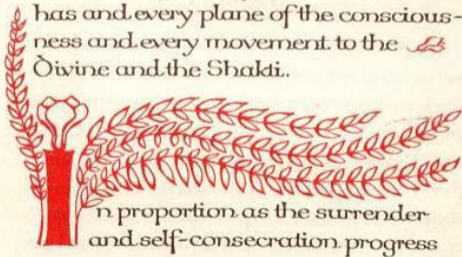 has and every plane of the conscious-
ness and every movement to the
Divine and the Shakti.
In proportion as the surrender
and self-consecration progress